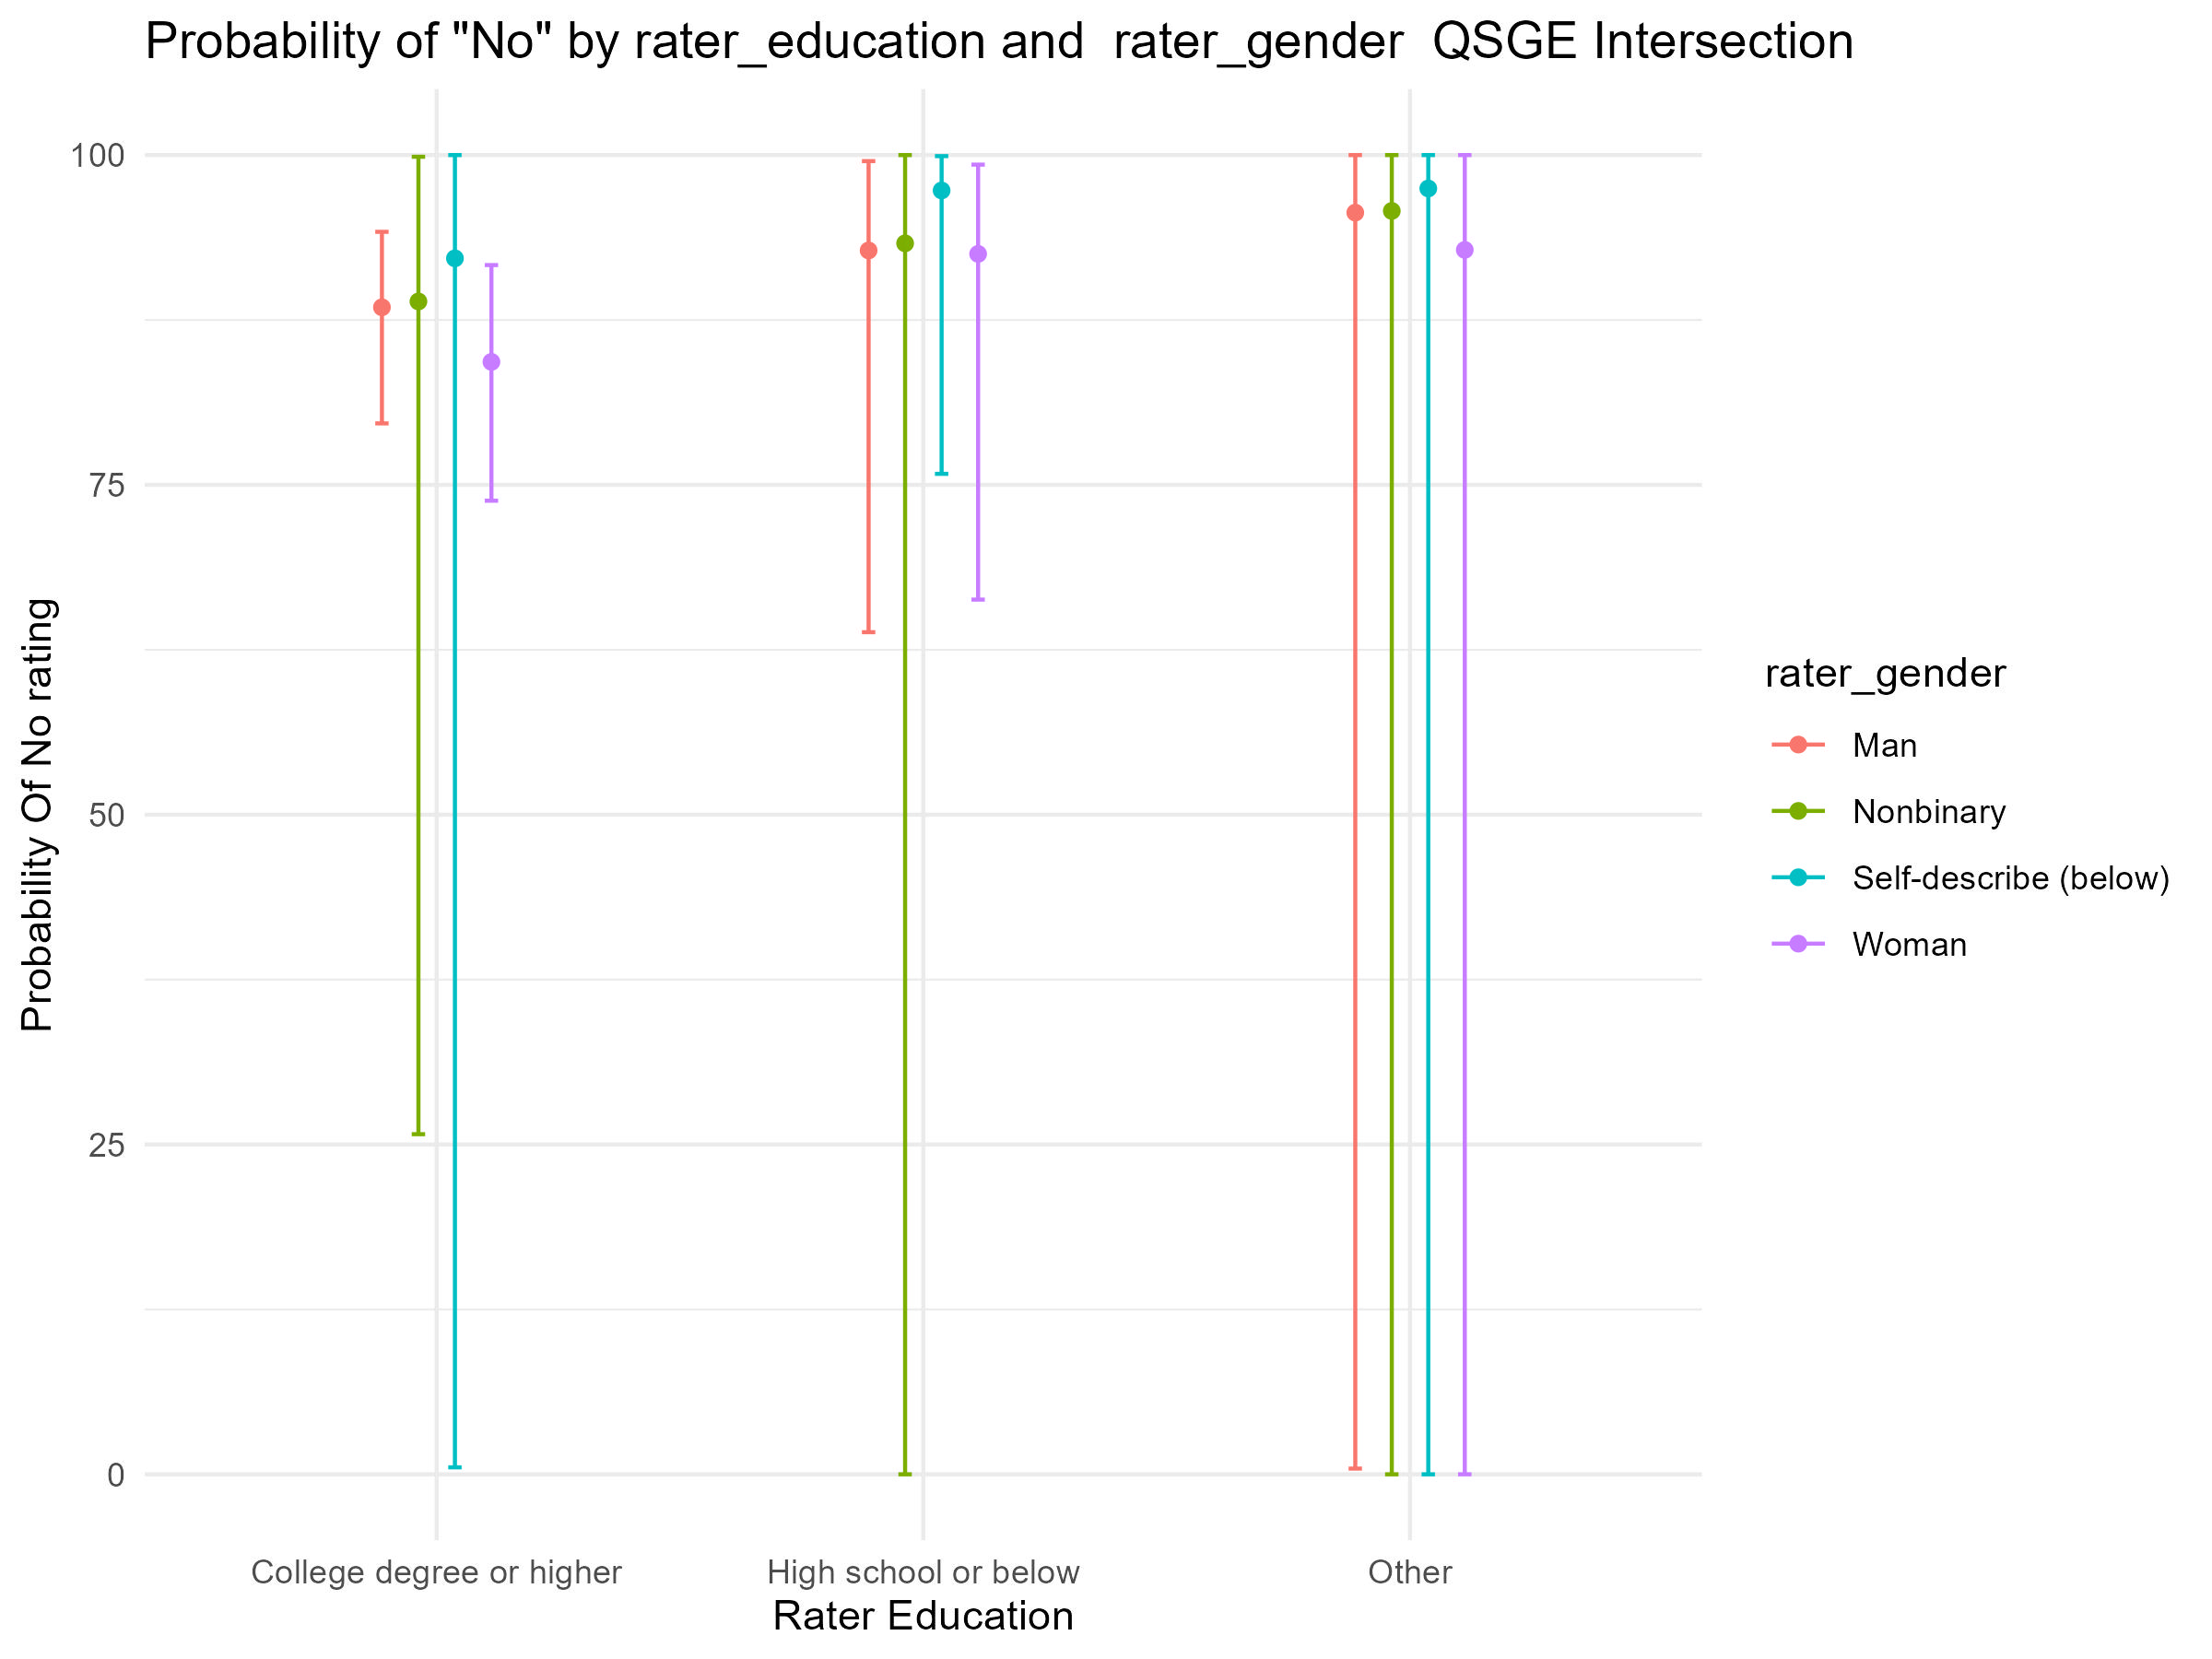 Probability of "No" by rater_education and  rater_gender  QSGE Intersection
100
75
50
25
0
Probability Of No rating
College degree or higher
High school or below
Other
Rater Education
rater_gender
Man
Nonbinary
Self-describe (below)
Woman